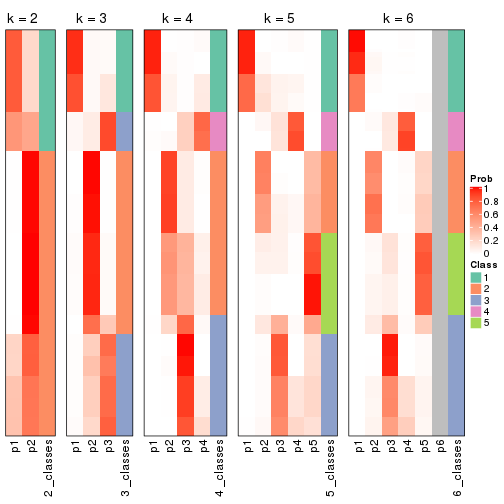 k = 2
k = 3
k = 4
k = 5
k = 6
Prob
1
0.8
0.6
0.4
0.2
0
Class
1
2
3
4
5
p1
p2
2_classes
p1
p2
p3
3_classes
p1
p2
p3
p4
4_classes
p1
p2
p3
p4
p5
5_classes
p1
p2
p3
p4
p5
p6
6_classes